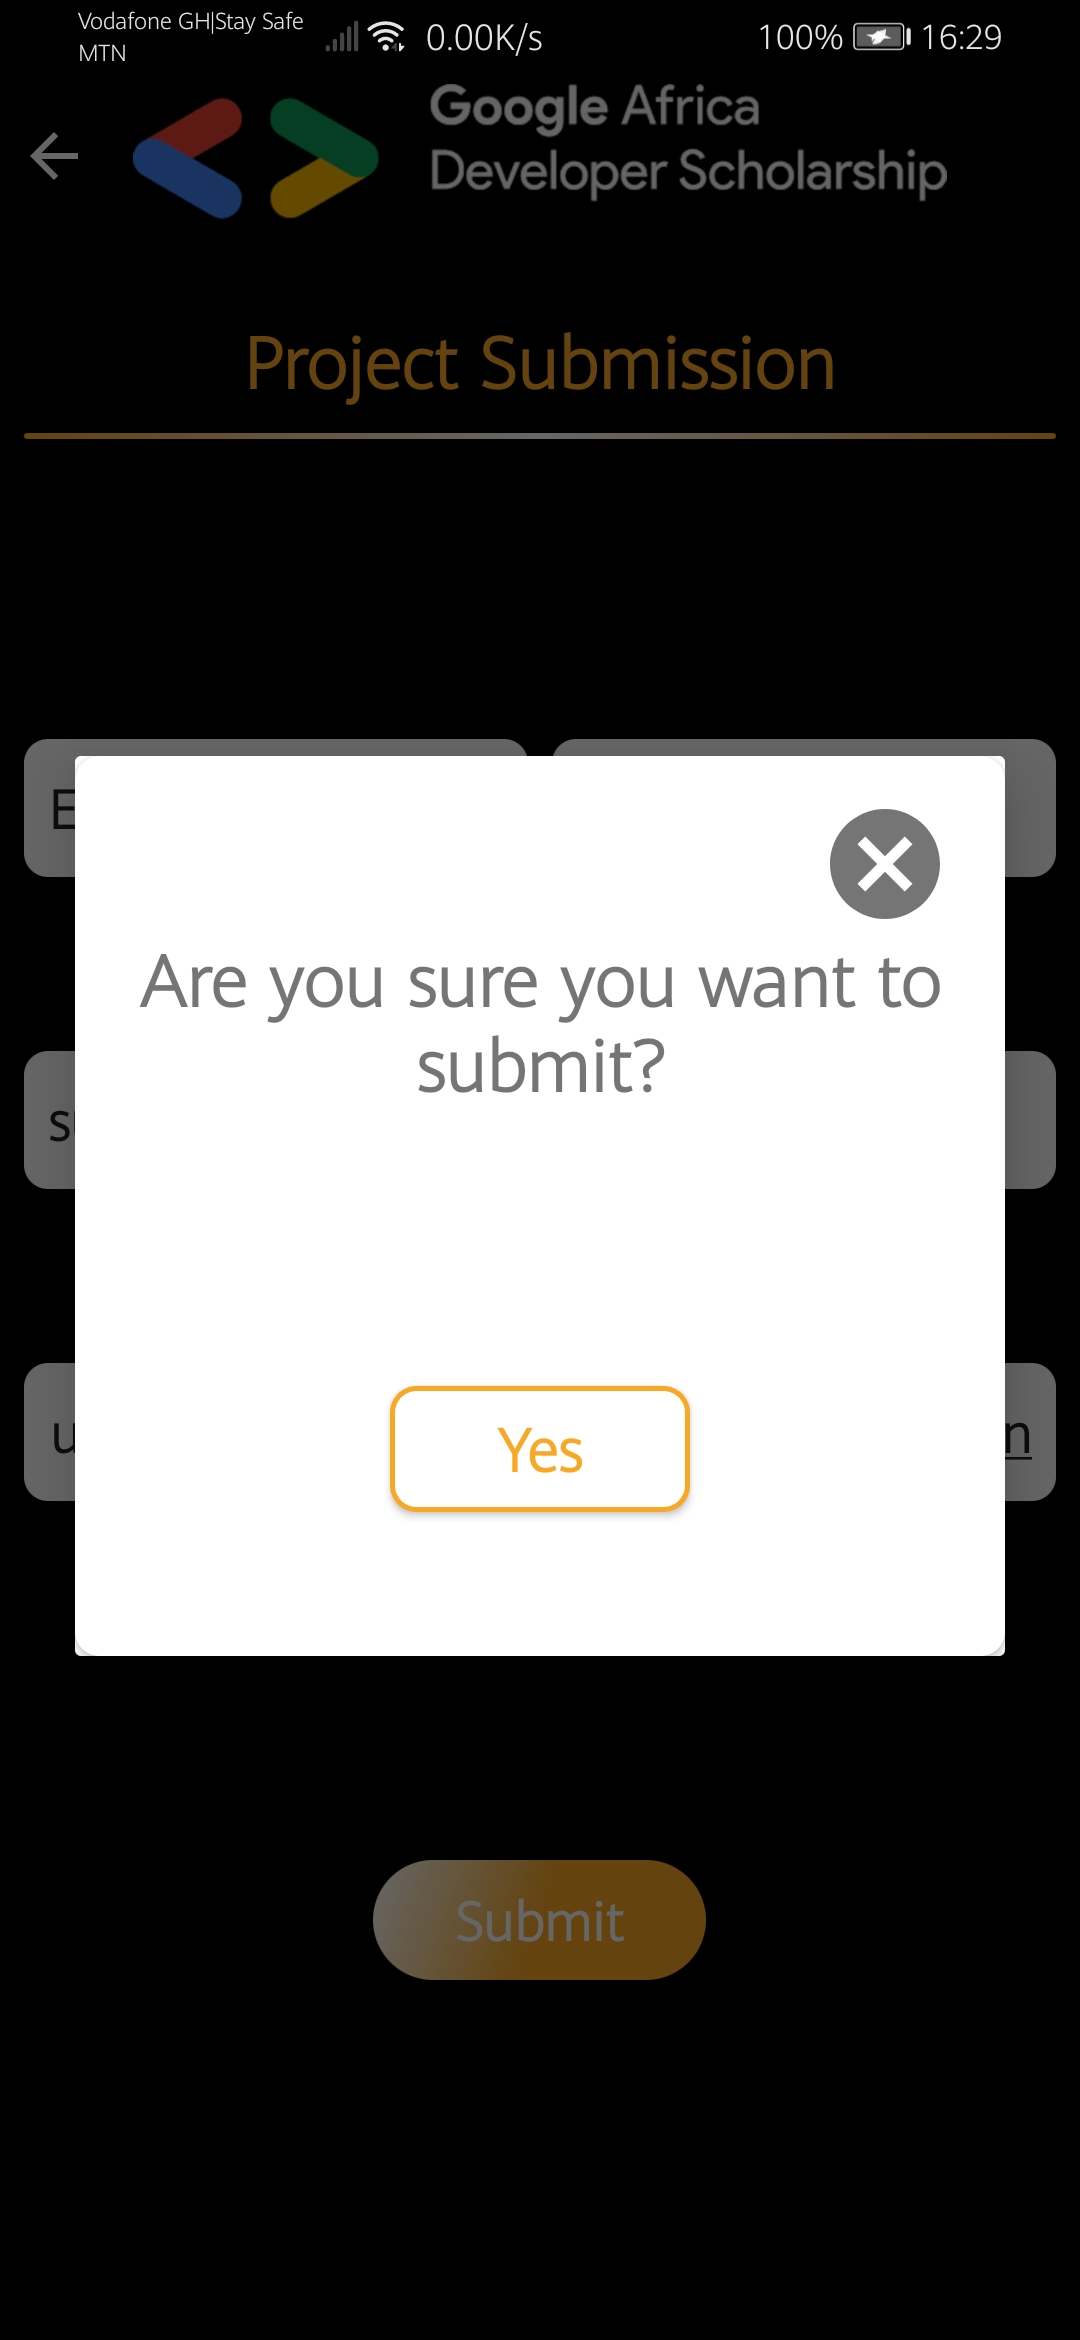 Vodafone GH|Stay Safe
MTN
0.00K/s
100%
16:29
Google Africa
Developer Scholarship
Project Submission
Are you sure you want to
submit?
Yes
Submit